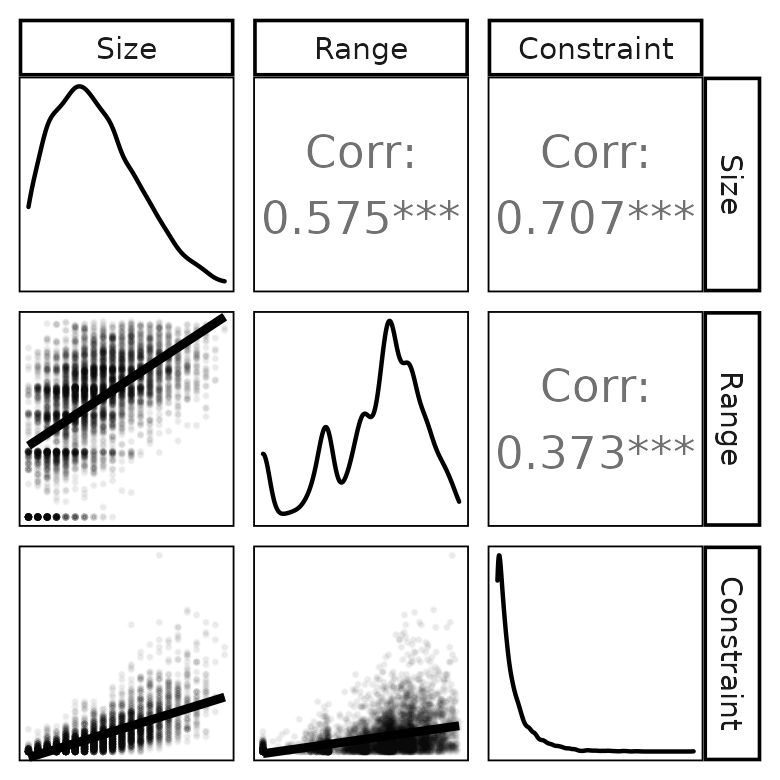 Size
Range
Constraint
Corr:
0.575***
Corr:
0.707***
Size
Corr:
0.373***
Range
Constraint